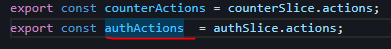 export const counterActions = counterSlice.actions;
export const authActions  = authSlice.actions;